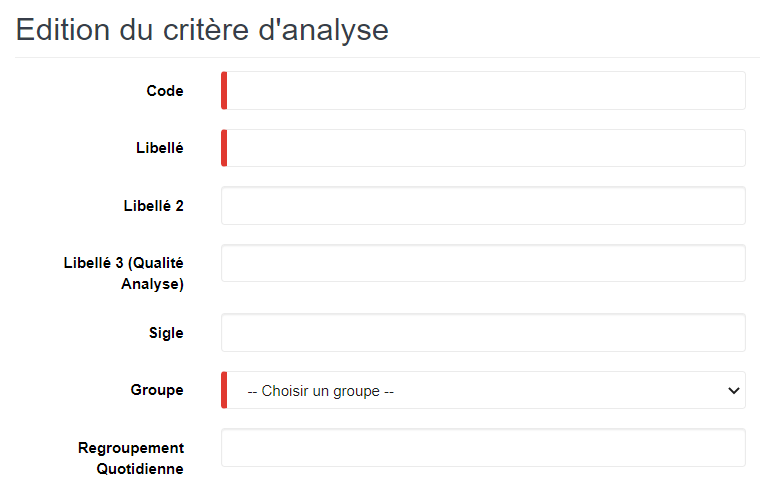 Edition du critère d'analyse
Code
Libellé
Libellé 2
Libellé 3 (Qualité
Analyse)
Sigle
Groupe
-- Choisir un groupe --
Regroupement
Quotidienne